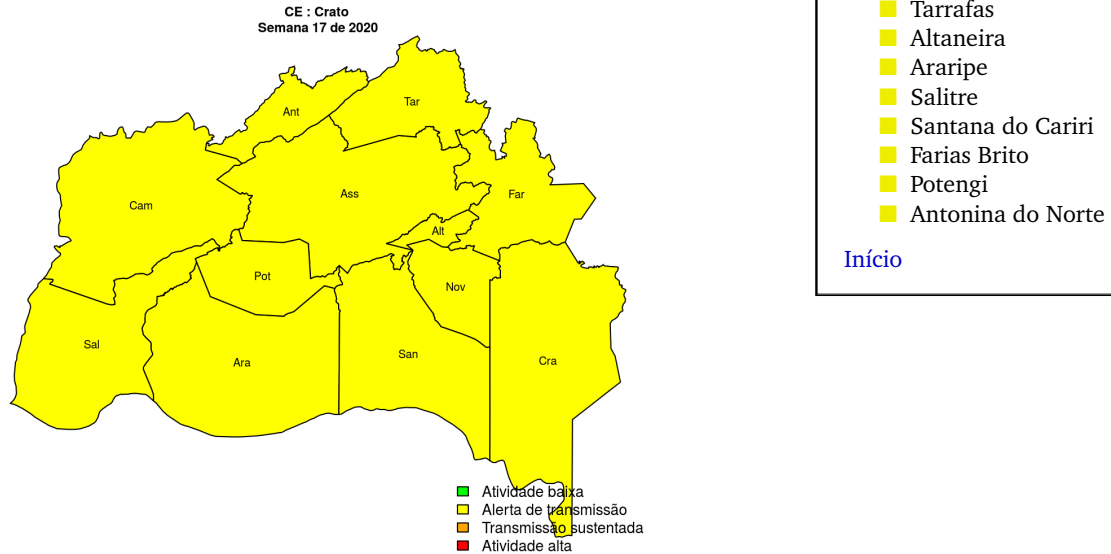 CE : Crato
Semana 17 de 2020
Ant
Tar
Cam
Ass
Far
Alt
Pot
Nov
Sal
Ara
San
Cra
Atividade baixa
Alerta de transmissão
Transmissão sustentada
Atividade alta
Tarrafas
Altaneira
Araripe
Salitre
Santana do Cariri
Farias Brito
Potengi
Antonina do Norte
Início